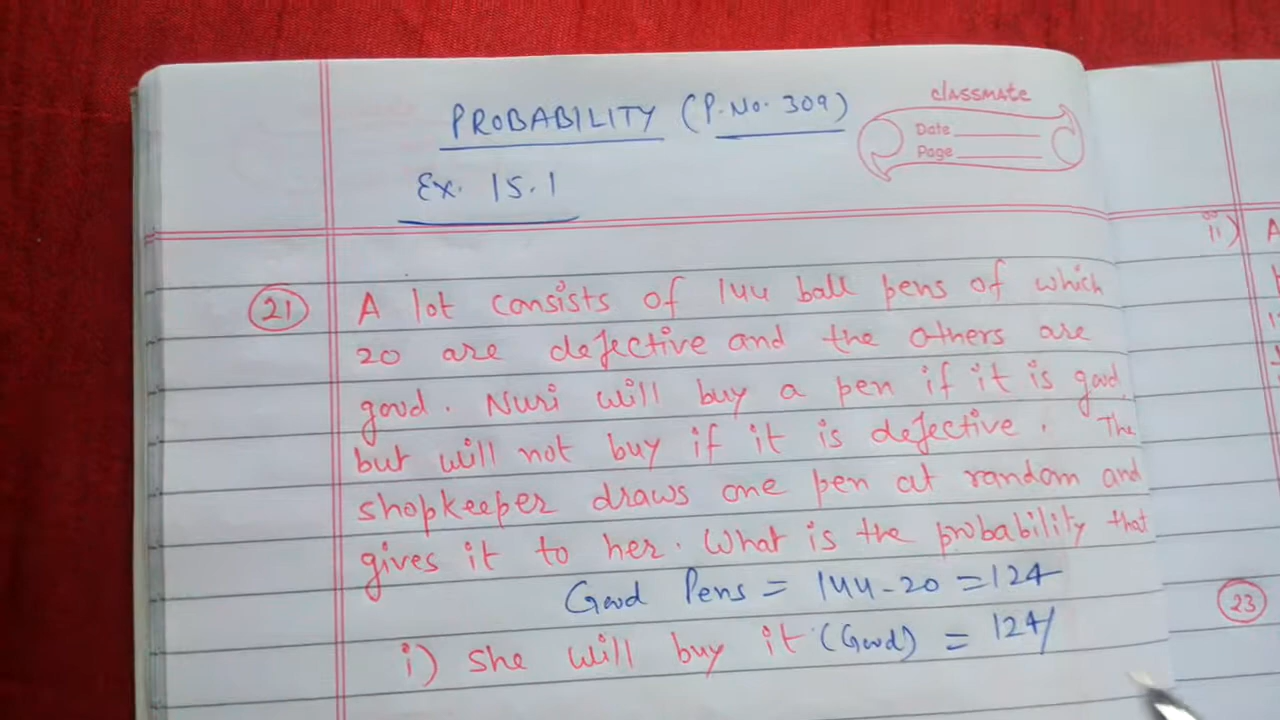 PROBABILITY (P.No. 309)
classmate
Date
Page
Ex. 15.1
ii)
A
21 A lot consists of 144 ball pens of which
20 are defective and the others are
good. Nuri will buy a pen if it is good,
but will not buy if it is defective. The
shopkeeper draws one pen at random and
gives it to her. What is the probability that
Good Pens = 144-20 = 124
23
i) She will buy it (Good) = 124/